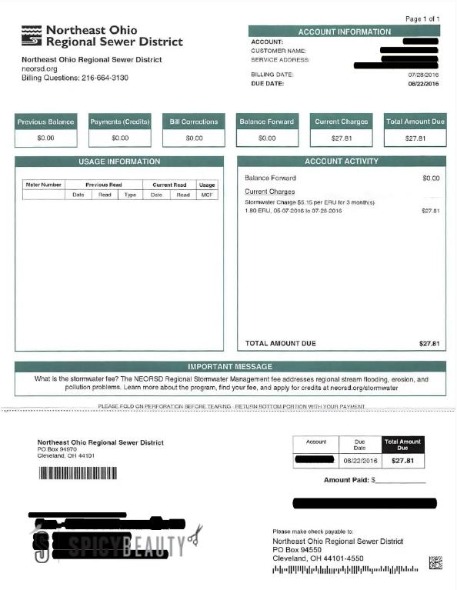 Page 1 of 1
Northeast Ohio
Regional Sewer District
Northeast Ohio Regional Sewer District
neorsd.org
Billing Questions: 216-664-3130
ACCOUNT INFORMATION
ACCOUNT:
CUSTOMER NAME:
SERVICE ADDRESS:
BILLING DATE: 07/28/2016
DUE DATE: 08/22/2016
Previous Balance Payments (Credits) Bill Corrections Balance Forward Current Charges Total Amount Due
$0.00 $0.00 $0.00 $0.00 $27.81 $27.81
USAGE INFORMATION
Meter Number Previous Read Current Read Usage
Date Read Type Date Read MCF
ACCOUNT ACTIVITY
Balance Forward $0.00
Current Charges
Stormwater Charge $5.15 per ERU for 3 month(s)
1.80 ERU, 05-07-2016 to 07-28-2016 $27.81
TOTAL AMOUNT DUE $27.81
IMPORTANT MESSAGE
What is the stormwater fee? The NEORSD Regional Stormwater Management fee addresses regional stream flooding, erosion, and
pollution problems. Learn more about the program, find your fee, and apply for credits at neorsd.org/stormwater
PLEASE FOLD ON PERFORATION BEFORE TEARING - RETURN BOTTOM PORTION WITH YOUR PAYMENT
Northeast Ohio Regional Sewer District
PO Box 94970
Cleveland, OH 44101
Account Due Date Total Amount Due
08/22/2016 $27.81
Amount Paid: $
SPICYBEAUTY
Please make check payable to:
Northeast Ohio Regional Sewer District
PO Box 94550
Cleveland, OH 44101-4550